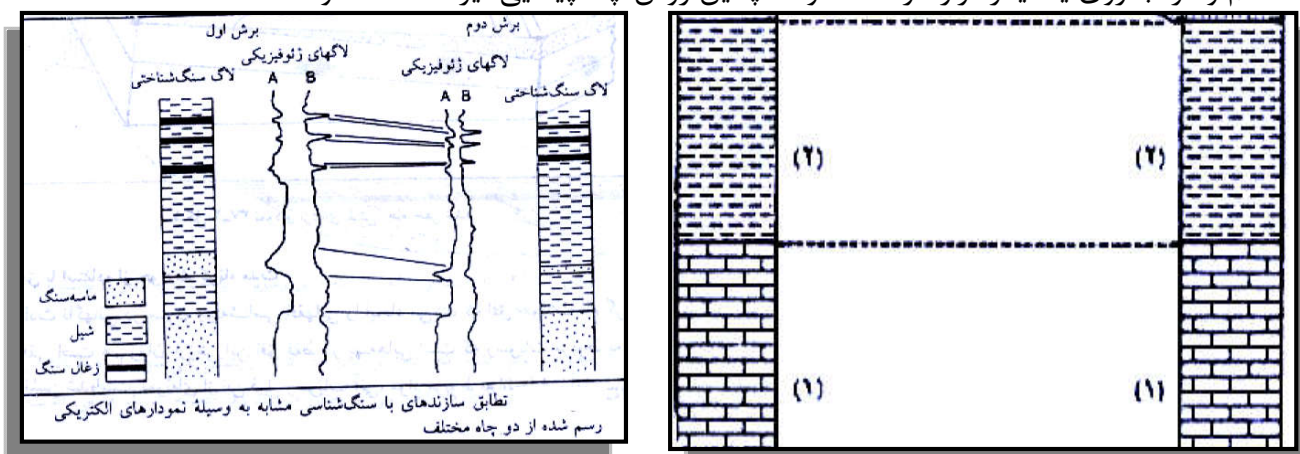 برش اول
برش دوم
لاگهای ژئوفیزیکی
لاگهای ژئوفیزیکی
لاگ سنگ‌شناختی
A B
A B
لاگ سنگ‌شناختی
ماسه‌سنگ
شیل
زغال سنگ
تطابق سازندهای با سنگ‌شناسی مشابه به وسیلهٔ نمودارهای الکتریکی
رسم شده از دو چاه مختلف
(۲) (۲)
(۱) (۱)